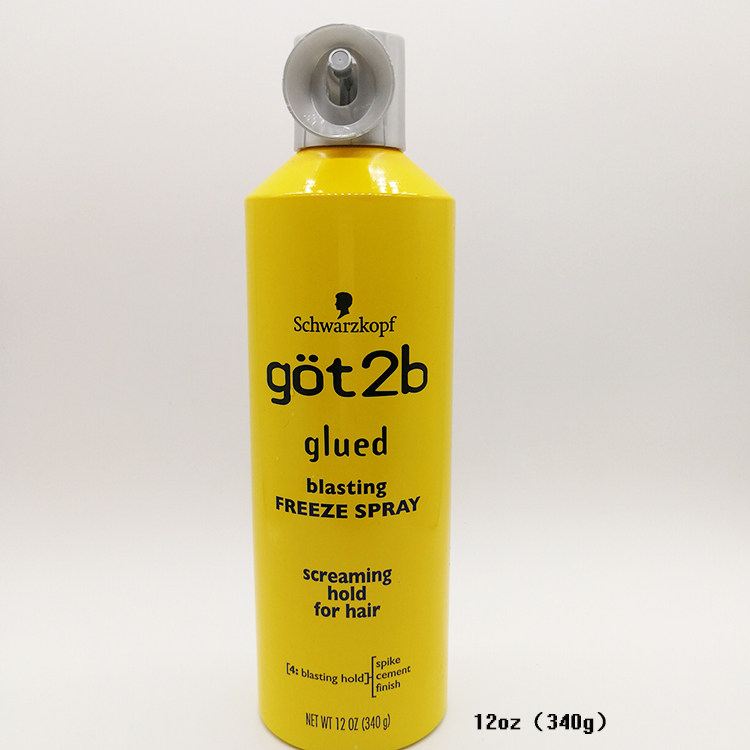 Schwarzkopf
göt2b
glued
blasting
FREEZE SPRAY
screaming
hold
for hair
[4: blasting hold]
spike
cement
finish
NET WT 12 OZ (340 g)
12oz (340g)